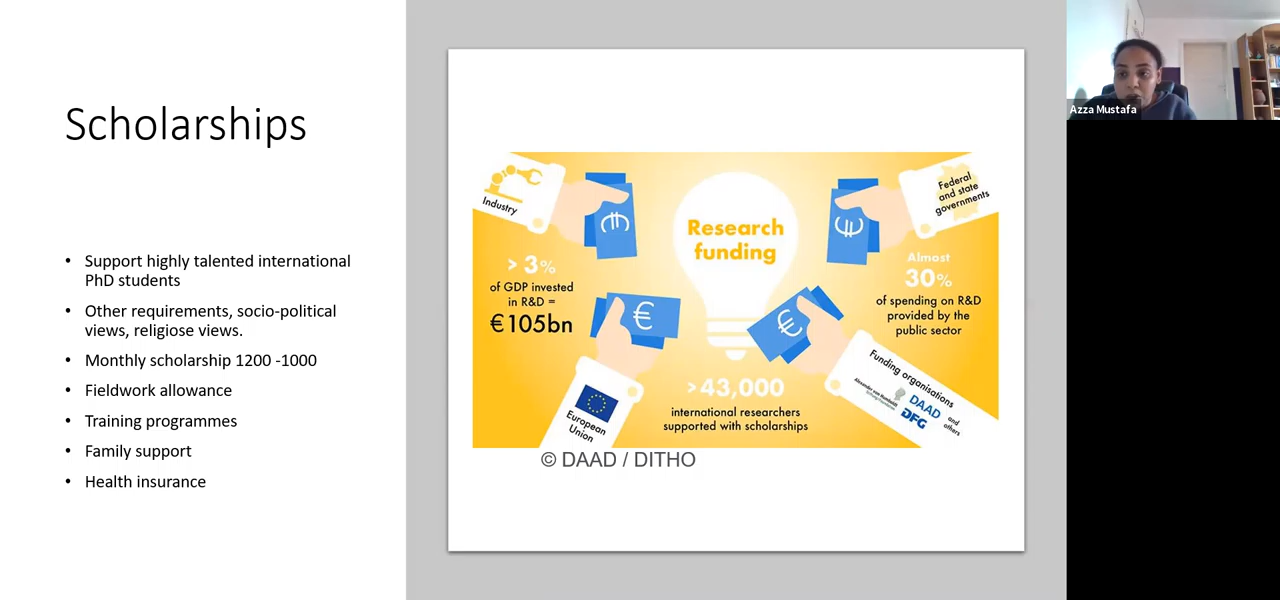 Scholarships
• Support highly talented international
PhD students
• Other requirements, socio-political
views, religiose views.
• Monthly scholarship 1200 -1000
• Fieldwork allowance
• Training programmes
• Family support
• Health insurance
Industry
Federal
and state
governments
Research
funding
> 3%
of GDP invested
in R&D =
€105bn
Almost
30%
of spending on R&D
provided by the
public sector
€
€
€
€
European
Union
> 43,000
international researchers
supported with scholarships
Funding organisations
Alexander von Humboldt
DAAD
DFG
and
others
© DAAD / DITHO
Azza Mustafa